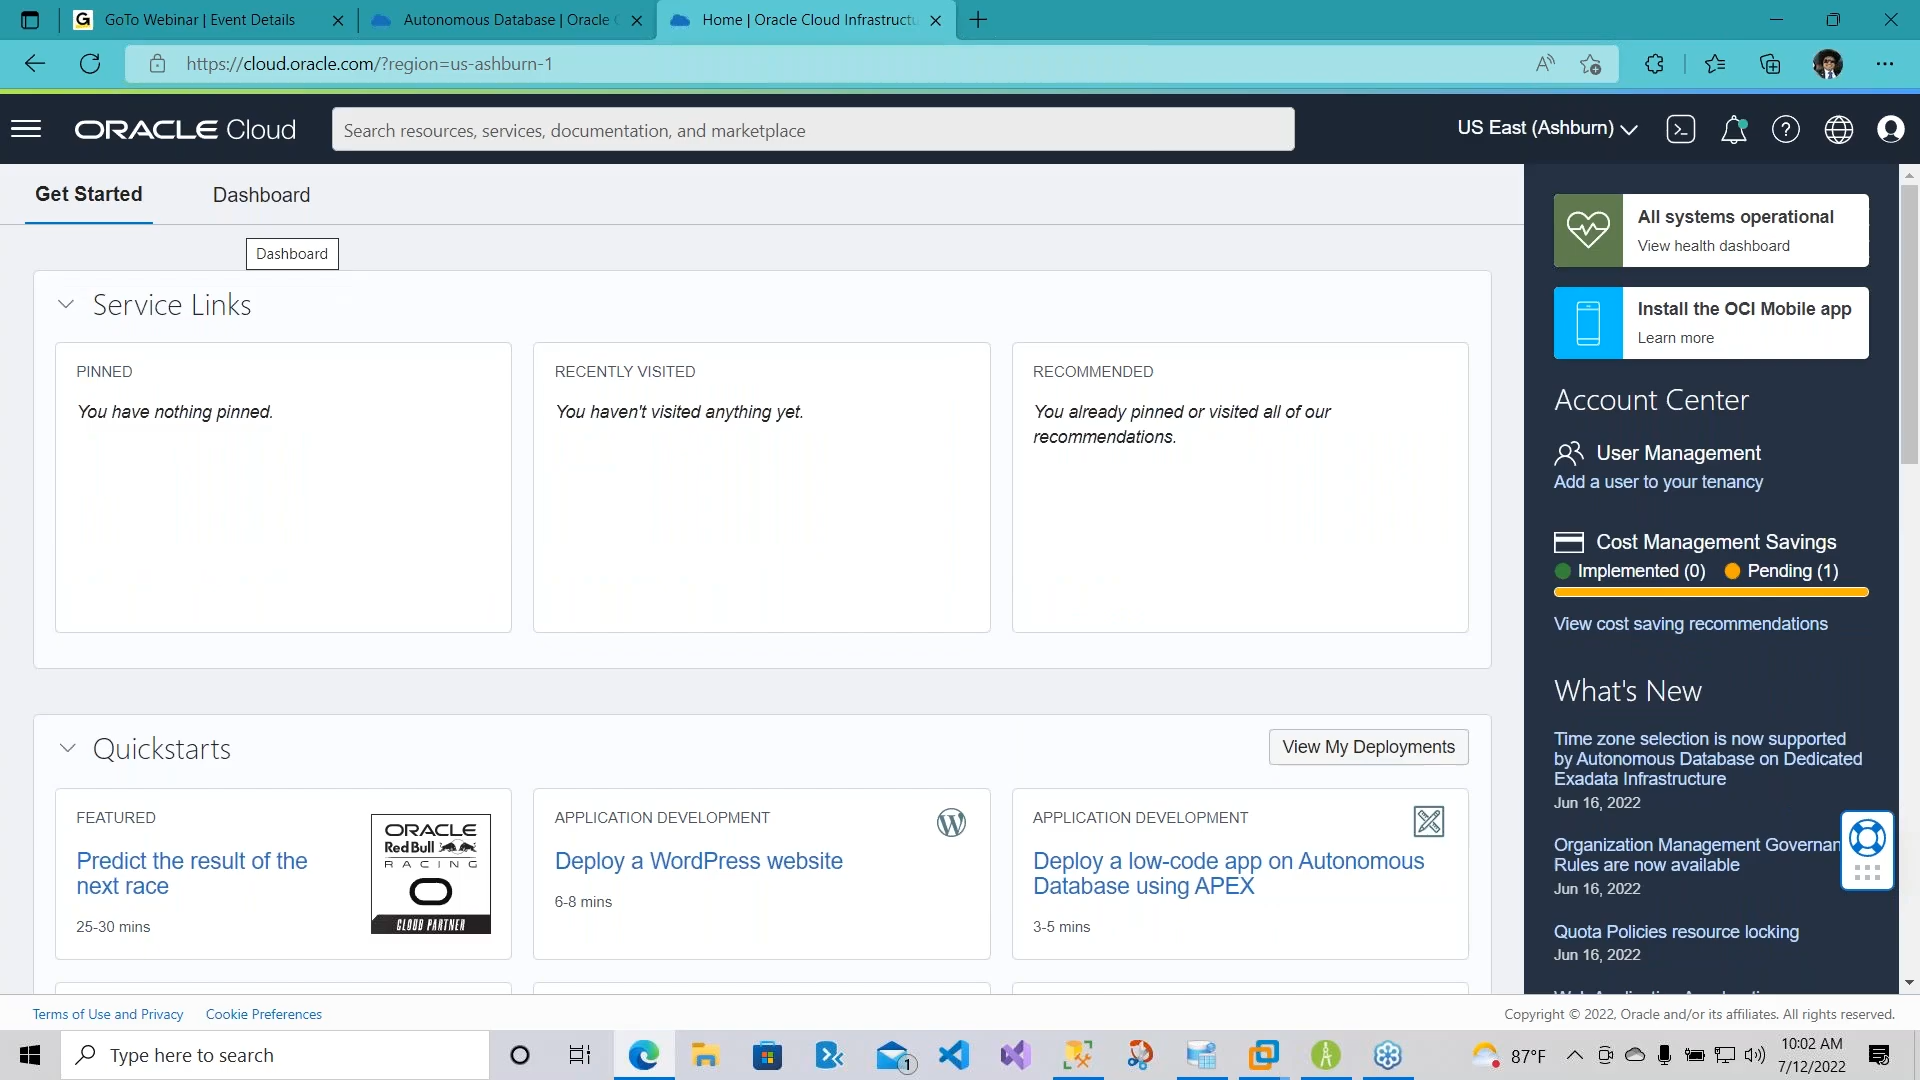 GoTo Webinar | Event Details
Autonomous Database | Oracle C
Home | Oracle Cloud Infrastructu
https://cloud.oracle.com/?region=us-ashburn-1
ORACLE Cloud
Search resources, services, documentation, and marketplace
US East (Ashburn)
Get Started
Dashboard
Dashboard
Service Links
PINNED
You have nothing pinned.
RECENTLY VISITED
You haven't visited anything yet.
RECOMMENDED
You already pinned or visited all of our
recommendations.
Quickstarts
View My Deployments
FEATURED
Predict the result of the
next race
25-30 mins
ORACLE
Red Bull
RACING
CLOUD PARTNER
APPLICATION DEVELOPMENT
Deploy a WordPress website
6-8 mins
APPLICATION DEVELOPMENT
Deploy a low-code app on Autonomous
Database using APEX
3-5 mins
All systems operational
View health dashboard
Install the OCI Mobile app
Learn more
Account Center
User Management
Add a user to your tenancy
Cost Management Savings
Implemented (0)
Pending (1)
View cost saving recommendations
What's New
Time zone selection is now supported
by Autonomous Database on Dedicated
Exadata Infrastructure
Jun 16, 2022
Organization Management Governan
Rules are now available
Jun 16, 2022
Quota Policies resource locking
Jun 16, 2022
Terms of Use and Privacy
Cookie Preferences
Copyright © 2022, Oracle and/or its affiliates. All rights reserved.
Type here to search
1
87°F
10:02 AM
7/12/2022